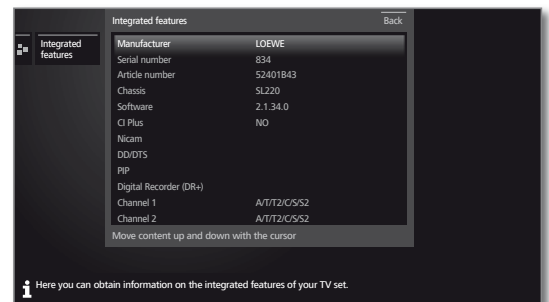 Integrated features Back
Integrated
features
Manufacturer LOEWE
Serial number 834
Article number 52401B43
Chassis SL220
Software 2.1.34.0
CI Plus NO
Nicam
DD/DTS
PIP
Digital Recorder (DR+)
Channel 1 A/T/T2/C/S/S2
Channel 2 A/T/T2/C/S/S2
Move content up and down with the cursor
Here you can obtain information on the integrated features of your TV set.